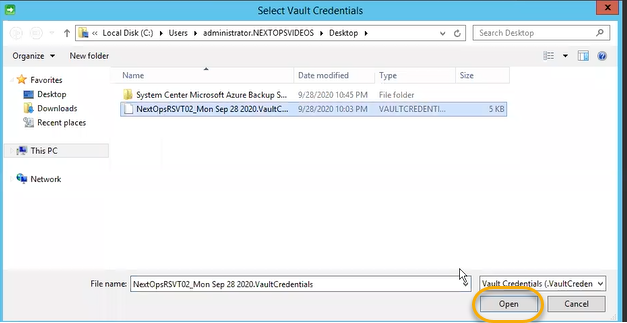 Select Vault Credentials
« Local Disk (C:) ▸ Users ▸ administrator.NEXTOPSVIDEOS ▸ Desktop ▸ Search Desktop
Organize New folder
Name Date modified Type Size
Favorites
Desktop
Downloads
Recent places
This PC
Network
System Center Microsoft Azure Backup S... 9/28/2020 10:45 PM File folder
NextOpsRSVT02_Mon Sep 28 2020.VaultC... 9/28/2020 10:03 PM VAULTCREDENTI... 5 KB
File name: NextOpsRSVT02_Mon Sep 28 2020.VaultCredentials Vault Credentials (.VaultCreden
Open Cancel